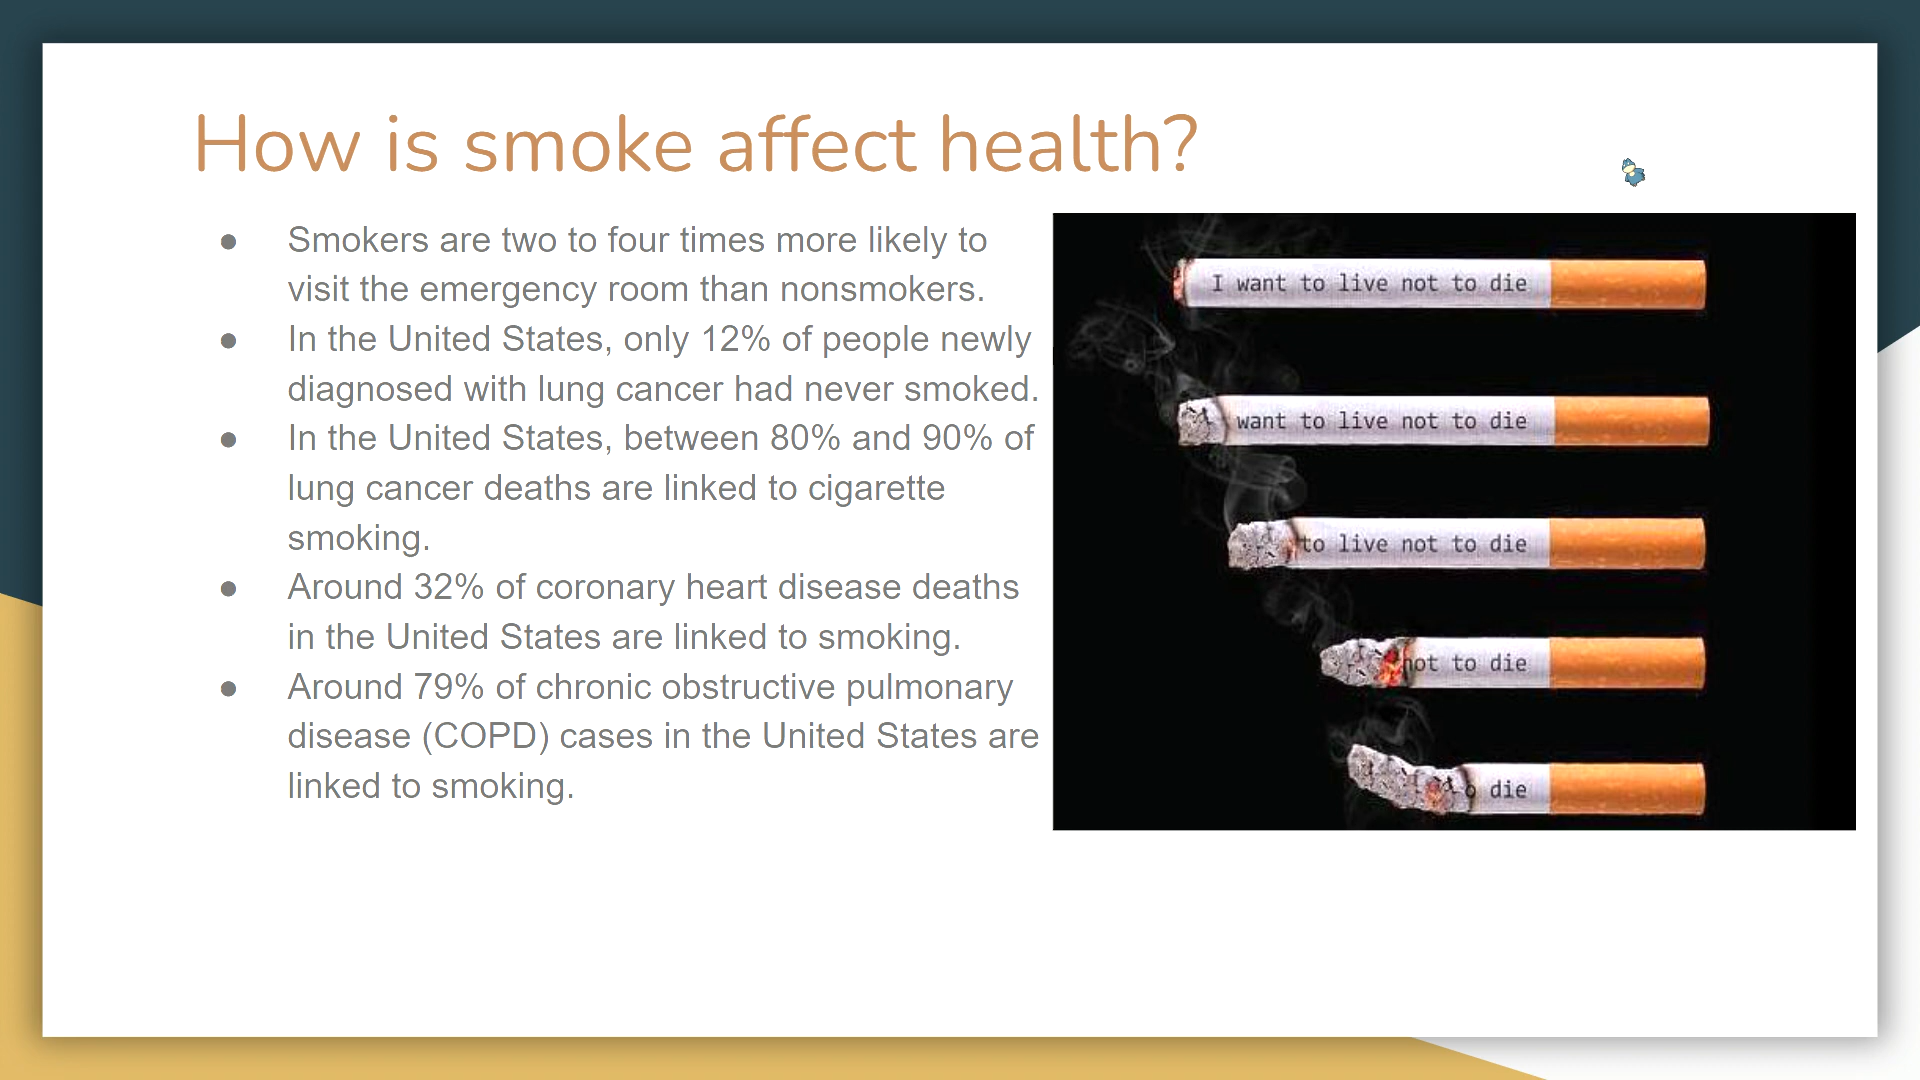 How is smoke affect health?
● Smokers are two to four times more likely to
visit the emergency room than nonsmokers.
● In the United States, only 12% of people newly
diagnosed with lung cancer had never smoked.
● In the United States, between 80% and 90% of
lung cancer deaths are linked to cigarette
smoking.
● Around 32% of coronary heart disease deaths
in the United States are linked to smoking.
● Around 79% of chronic obstructive pulmonary
disease (COPD) cases in the United States are
linked to smoking.
I want to live not to die
want to live not to die
to live not to die
not to die
o die